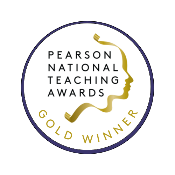 PEARSON
NATIONAL
TEACHING
AWARDS
GOLD WINNER